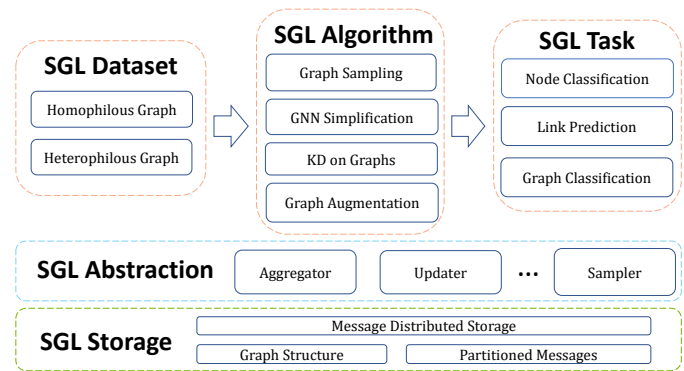 SGL Dataset
Homophilous Graph
Heterophilous Graph
SGL Algorithm
Graph Sampling
GNN Simplification
KD on Graphs
Graph Augmentation
SGL Task
Node Classification
Link Prediction
Graph Classification
SGL Abstraction
Aggregator
Updater
...
Sampler
SGL Storage
Message Distributed Storage
Graph Structure
Partitioned Messages